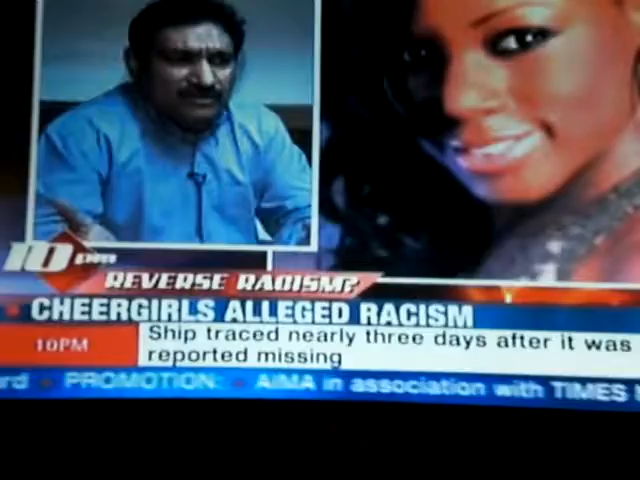 10pm
REVERSE RACISM?
CHEERGIRLS ALLEGED RACISM
10PM
Ship traced nearly three days after it was
reported missing
PROMOTION: AIMA in association with TIMES